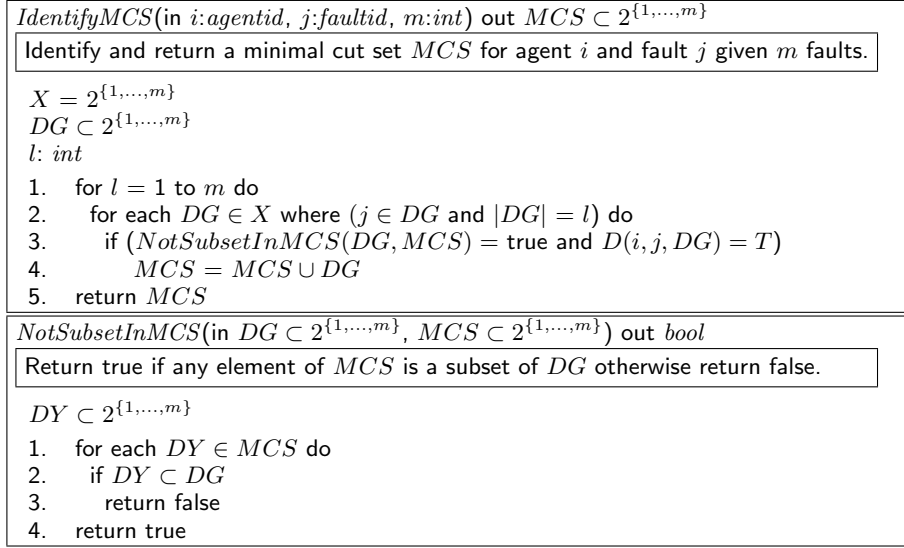 IdentifyMCS(in i:agentid, j:faultid, m:int) out MCS ⊂ 2^{1,...,m}
Identify and return a minimal cut set MCS for agent i and fault j given m faults.
X = 2^{1,...,m}
DG ⊂ 2^{1,...,m}
l: int
1. for l = 1 to m do
2. for each DG ∈ X where (j ∈ DG and |DG| = l) do
3. if (NotSubsetInMCS(DG, MCS) = true and D(i, j, DG) = T)
4. MCS = MCS ∪ DG
5. return MCS
NotSubsetInMCS(in DG ⊂ 2^{1,...,m}, MCS ⊂ 2^{1,...,m}) out bool
Return true if any element of MCS is a subset of DG otherwise return false.
DY ⊂ 2^{1,...,m}
1. for each DY ∈ MCS do
2. if DY ⊂ DG
3. return false
4. return true